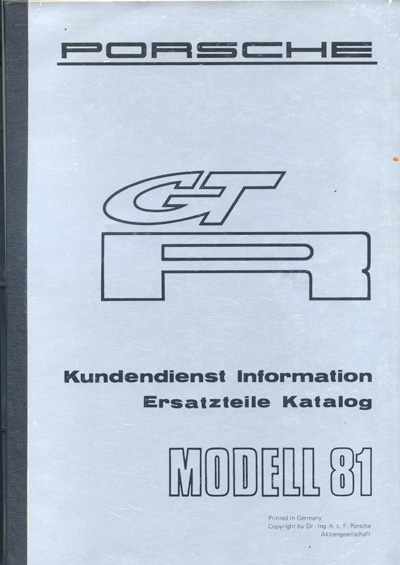 PORSCHE
GT
R
Kundendienst Information
Ersatzteile Katalog
MODELL 81
Printed in Germany
Copyright by Dr.-Ing. h. c. F. Porsche
Aktiengesellschaft